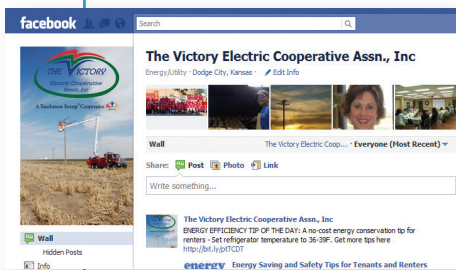 facebook
Search
The Victory Electric Cooperative Assn., Inc
Energy/Utility · Dodge City, Kansas · Edit Info
THE VICTORY
Electric Cooperative
Assn., Inc
A Touchstone Energy® Cooperative
Wall
The Victory Electric Coop... · Everyone (Most Recent)
Share: Post Photo Link
Write something...
Wall
Hidden Posts
Info
The Victory Electric Cooperative Assn., Inc
ENERGY EFFICIENCY TIP OF THE DAY: A no-cost energy conservation tip for
renters - Set refrigerator temperature to 36-39F. Get more tips here
http://bit.ly/ptTCDT
energy Energy Saving and Safety Tips for Tenants and Renters